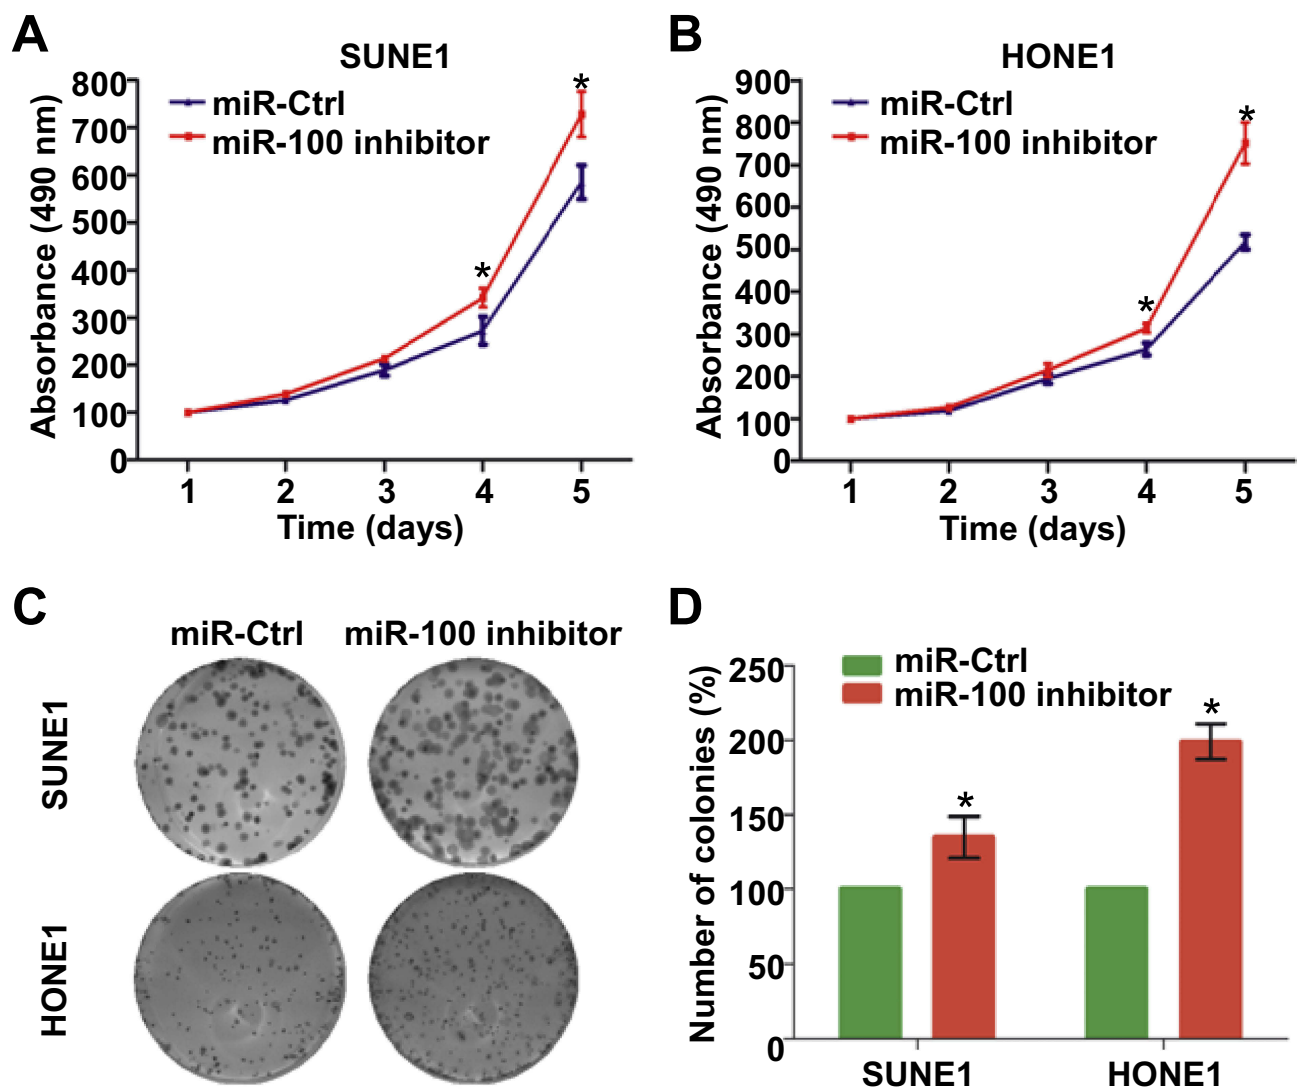 A
SUNE1
miR-Ctrl
miR-100 inhibitor
Absorbance (490 nm)
800
700
600
500
400
300
200
100
0
*
*
1 2 3 4 5
Time (days)
B
HONE1
miR-Ctrl
miR-100 inhibitor
Absorbance (490 nm)
900
800
700
600
500
400
300
200
100
0
*
*
1 2 3 4 5
Time (days)
C
miR-Ctrl miR-100 inhibitor
SUNE1
HONE1
D
miR-Ctrl
miR-100 inhibitor
Number of colonies (%)
250
200
150
100
50
0
*
*
SUNE1 HONE1